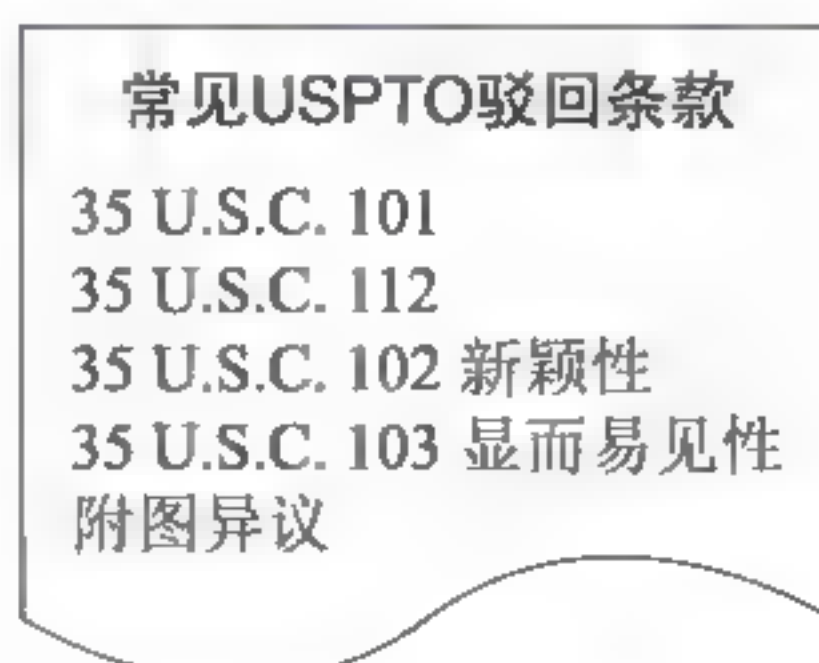 常见USPTO驳回条款
35 U.S.C. 101
35 U.S.C. 112
35 U.S.C. 102 新颖性
35 U.S.C. 103 显而易见性
附图异议